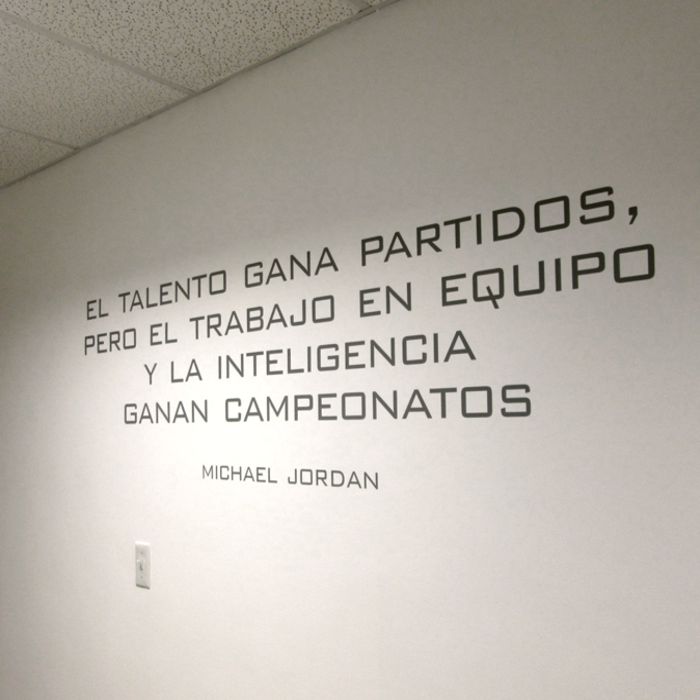 EL TALENTO GANA PARTIDOS,
PERO EL TRABAJO EN EQUIPO
Y LA INTELIGENCIA
GANAN CAMPEONATOS
MICHAEL JORDAN